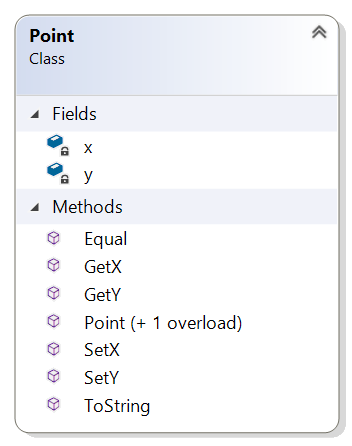 Point
Class
Fields
x
y
Methods
Equal
GetX
GetY
Point (+ 1 overload)
SetX
SetY
ToString